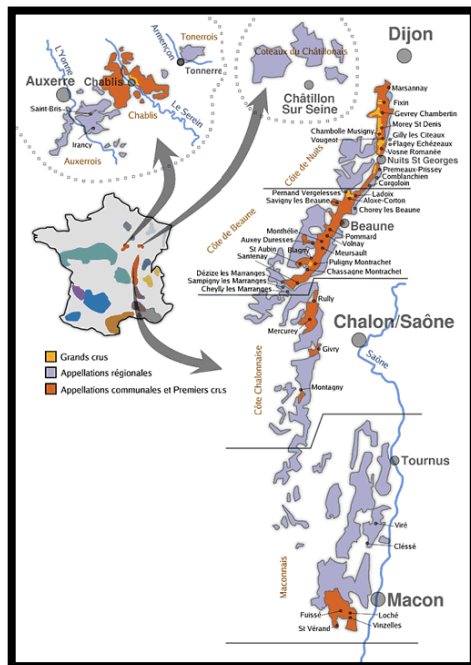 Tonerrois
Armençon
L'Yonne
Tonnerre
Auxerre
Chablis
Saint-Bris
Chablis
Le Serein
Irancy
Auxerrois
Coteaux du Châtillonais
Châtillon
Sur Seine
Dijon
Marsannay
Fixin
Gevrey Chambertin
Morey St Denis
Chambolle Musigny
Gilly les Citeaux
Vougeot
Flagey Echézeaux
Vosne Romanée
Nuits St Georges
Côte de Nuits
Premeaux-Prissey
Comblanchien
Corgoloin
Pernand Vergelesses
Ladoix
Savigny les Beaune
Aloxe-Corton
Chorey les Beaune
Côte de Beaune
Beaune
Monthélie
Pommard
Auxey Duresses
Volnay
St Aubin
Blagny
Meursault
Santenay
Puligny Montrachet
Chassagne Montrachet
Dézize les Marranges
Sampigny les Marranges
Cheylly les Marranges
Rully
Mercurey
Chalon/Saône
Givry
Saône
Côte Chalonnaise
Montagny
Grands crus
Appellations régionales
Appellations communales et Premiers crus
Tournus
Viré
Cléssé
Maconnais
Macon
Fuissé
Loché
St Vérand
Vinzelles